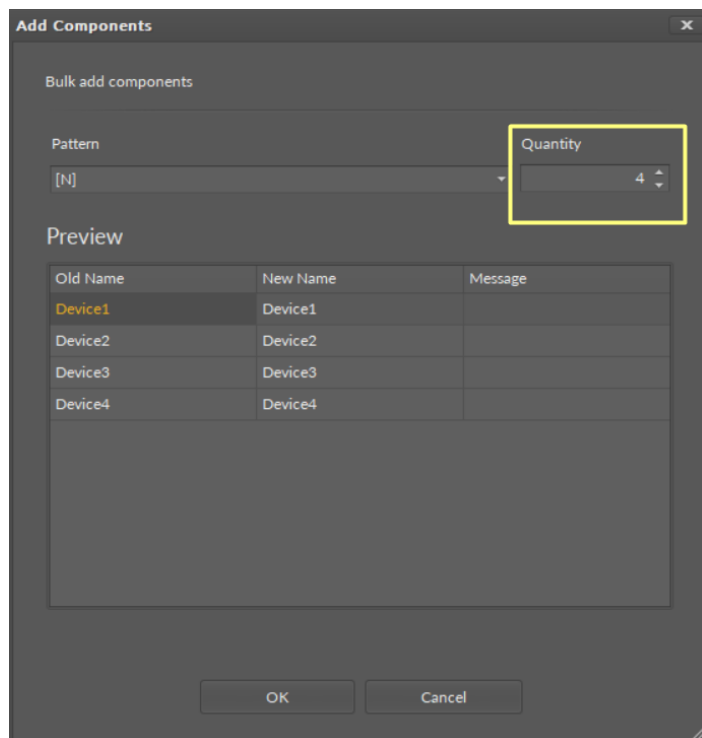 Add Components
Bulk add components
Pattern Quantity
[N] 4
Preview
Old Name New Name Message
Device1 Device1
Device2 Device2
Device3 Device3
Device4 Device4
OK Cancel